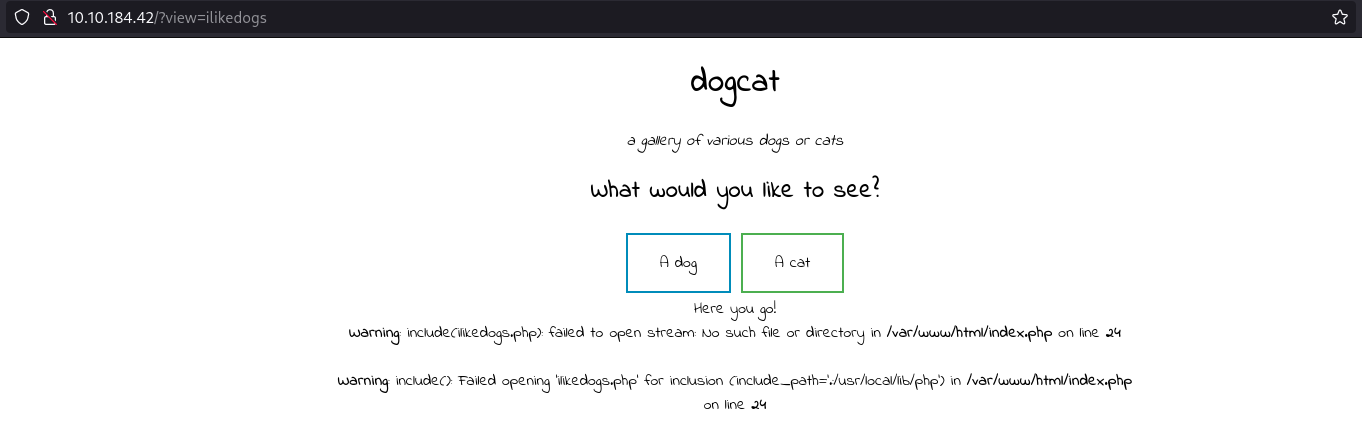 10.10.184.42/?view=ilikedogs
dogcat
a gallery of various dogs or cats
What would you like to see?
A dog
A cat
Here you go!
Warning: include(ilikedogs.php): failed to open stream: No such file or directory in /var/www/html/index.php on line 24
Warning: include(): Failed opening 'ilikedogs.php' for inclusion (include_path='.:/usr/local/lib/php') in /var/www/html/index.php
on line 24